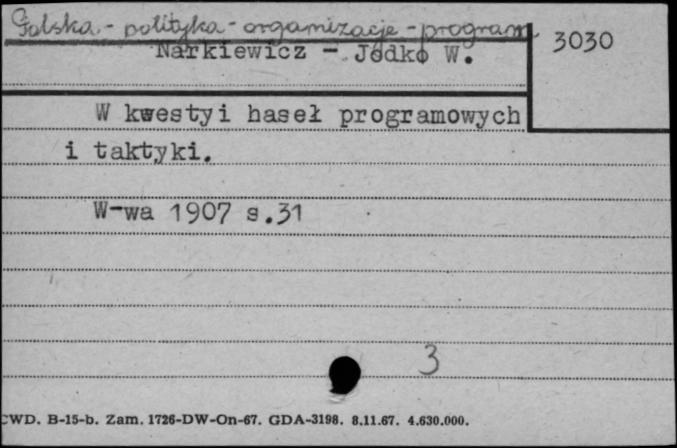 Polska - polityka - organizacje - program
3030
Narkiewicz - Jodko W.
W kwestyi haseł programowych
i taktyki.
W-wa 1907 s.31
3
CWD. B-15-b. Zam. 1726-DW-On-67. GDA-3198. 8.11.67. 4.630.000.